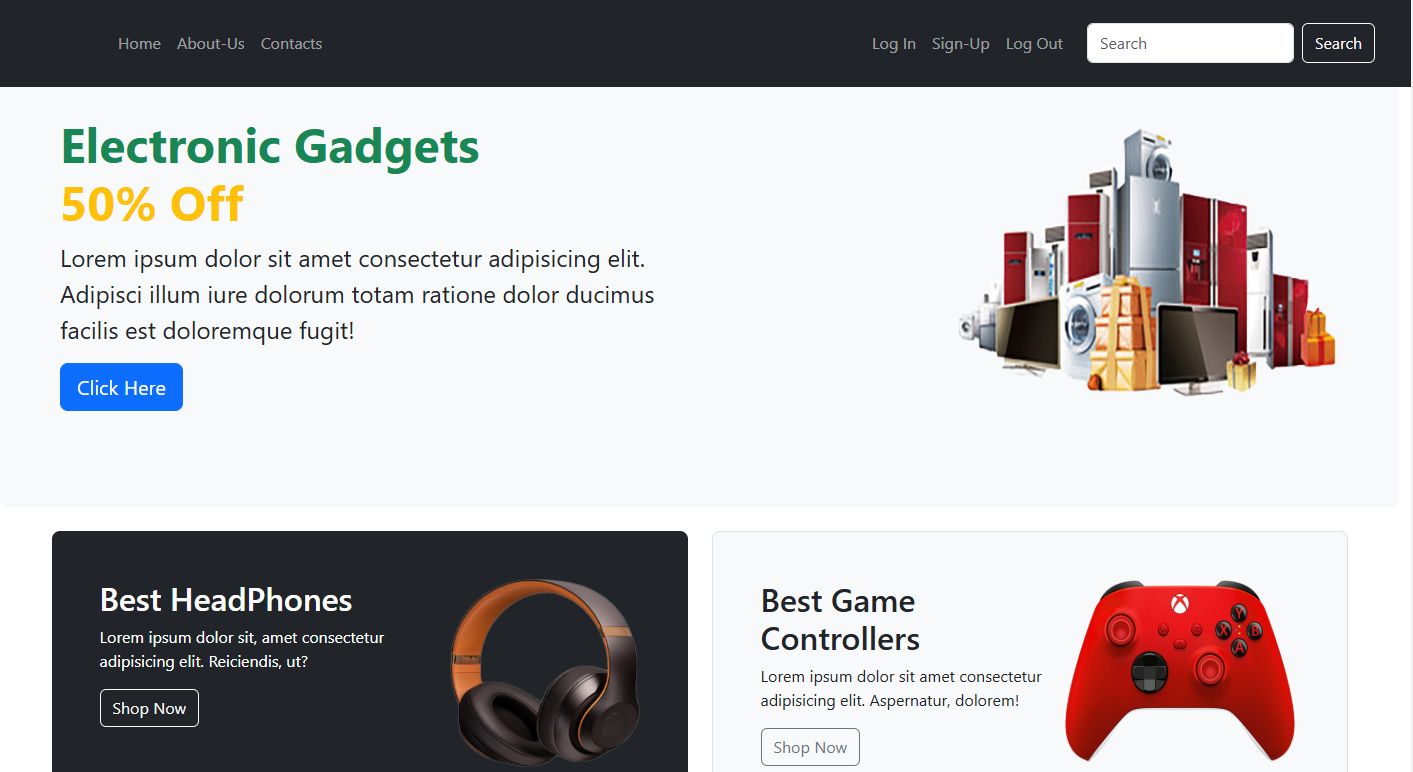 Home About-Us Contacts Log In Sign-Up Log Out Search Search
Electronic Gadgets
50% Off
Lorem ipsum dolor sit amet consectetur adipisicing elit.
Adipisci illum iure dolorum totam ratione dolor ducimus
facilis est doloremque fugit!
Click Here
Best HeadPhones
Lorem ipsum dolor sit, amet consectetur
adipisicing elit. Reiciendis, ut?
Shop Now
Best Game
Controllers
Lorem ipsum dolor sit amet consectetur
adipisicing elit. Aspernatur, dolorem!
Shop Now
Y
X B
A